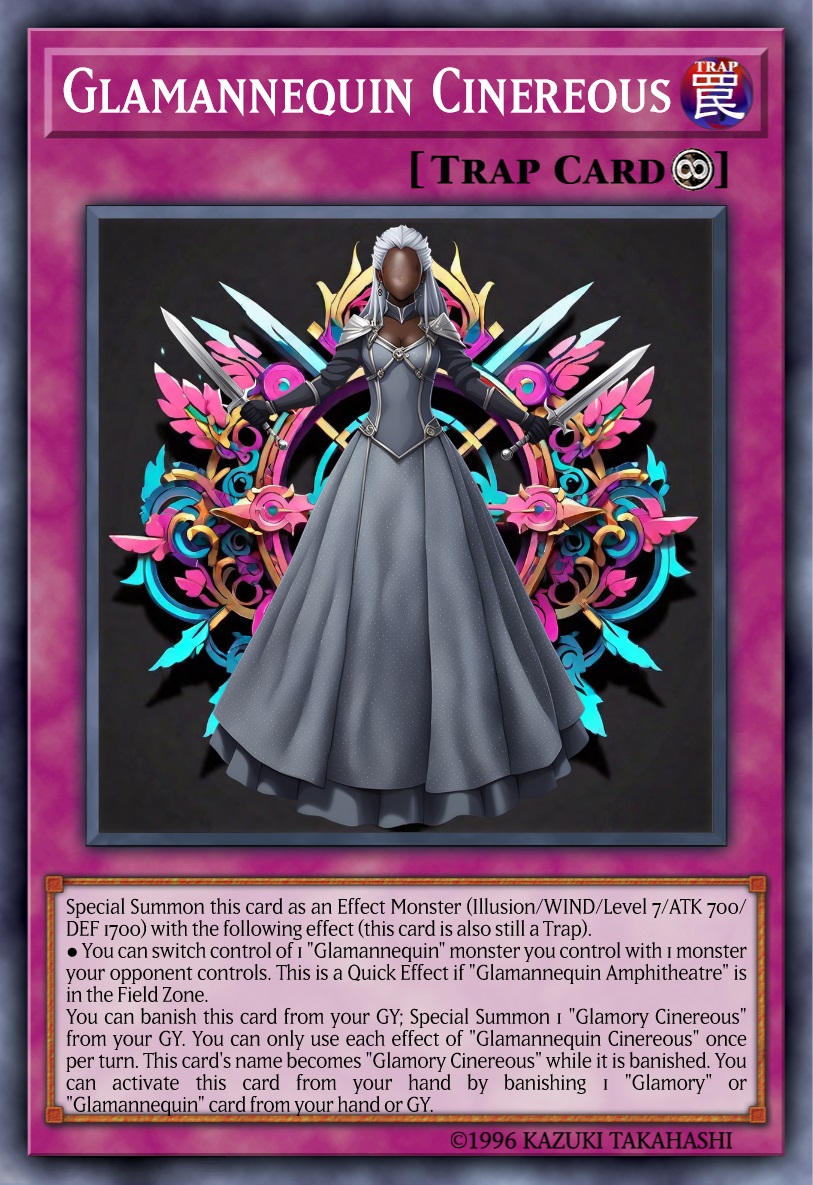 Glamannequin Cinereous
TRAP
罠
[Trap Card∞]
Special Summon this card as an Effect Monster (Illusion/WIND/Level 7/ATK 700/
DEF 1700) with the following effect (this card is also still a Trap).
● You can switch control of 1 "Glamannequin" monster you control with 1 monster
your opponent controls. This is a Quick Effect if "Glamannequin Amphitheatre" is
in the Field Zone.
You can banish this card from your GY; Special Summon 1 "Glamory Cinereous"
from your GY. You can only use each effect of "Glamannequin Cinereous" once
per turn. This card's name becomes "Glamory Cinereous" while it is banished. You
can activate this card from your hand by banishing 1 "Glamory" or
"Glamannequin" card from your hand or GY.
©1996 KAZUKI TAKAHASHI